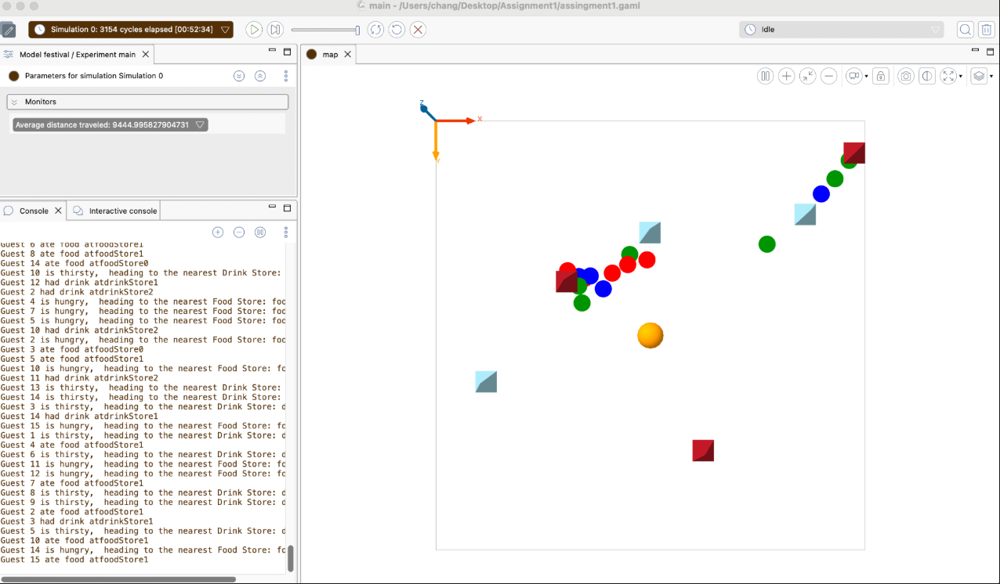 main - /Users/chang/Desktop/Assignment1/assingment1.gaml
Simulation 0: 3154 cycles elapsed [00:52:34]
Idle
Model festival / Experiment main
map
Parameters for simulation Simulation 0
Monitors
Average distance traveled: 9444.995827904731
Z
X
Y
Console
Interactive console
Guest 6 ate food atfoodStore1
Guest 8 ate food atfoodStore1
Guest 14 ate food atfoodStore0
Guest 10 is thirsty,  heading to the nearest Drink Store:
Guest 12 had drink atdrinkStore1
Guest 2 had drink atdrinkStore2
Guest 4 is hungry,  heading to the nearest Food Store: foo
Guest 7 is hungry,  heading to the nearest Food Store: foo
Guest 5 is hungry,  heading to the nearest Food Store: foo
Guest 10 had drink atdrinkStore2
Guest 2 is hungry,  heading to the nearest Food Store: foo
Guest 3 ate food atfoodStore0
Guest 5 ate food atfoodStore1
Guest 10 is hungry,  heading to the nearest Food Store: fo
Guest 11 had drink atdrinkStore2
Guest 13 is thirsty,  heading to the nearest Drink Store:
Guest 14 is thirsty,  heading to the nearest Drink Store:
Guest 3 is thirsty,  heading to the nearest Drink Store: d
Guest 14 had drink atdrinkStore1
Guest 15 is hungry,  heading to the nearest Food Store: fo
Guest 1 is thirsty,  heading to the nearest Drink Store: d
Guest 4 ate food atfoodStore1
Guest 6 is thirsty,  heading to the nearest Drink Store: d
Guest 11 is hungry,  heading to the nearest Food Store: fo
Guest 12 is hungry,  heading to the nearest Food Store: fo
Guest 7 ate food atfoodStore1
Guest 8 is thirsty,  heading to the nearest Drink Store: d
Guest 9 is thirsty,  heading to the nearest Drink Store: d
Guest 2 ate food atfoodStore1
Guest 3 had drink atdrinkStore1
Guest 5 is thirsty,  heading to the nearest Drink Store: d
Guest 10 ate food atfoodStore1
Guest 14 is hungry,  heading to the nearest Food Store: fo
Guest 15 ate food atfoodStore1